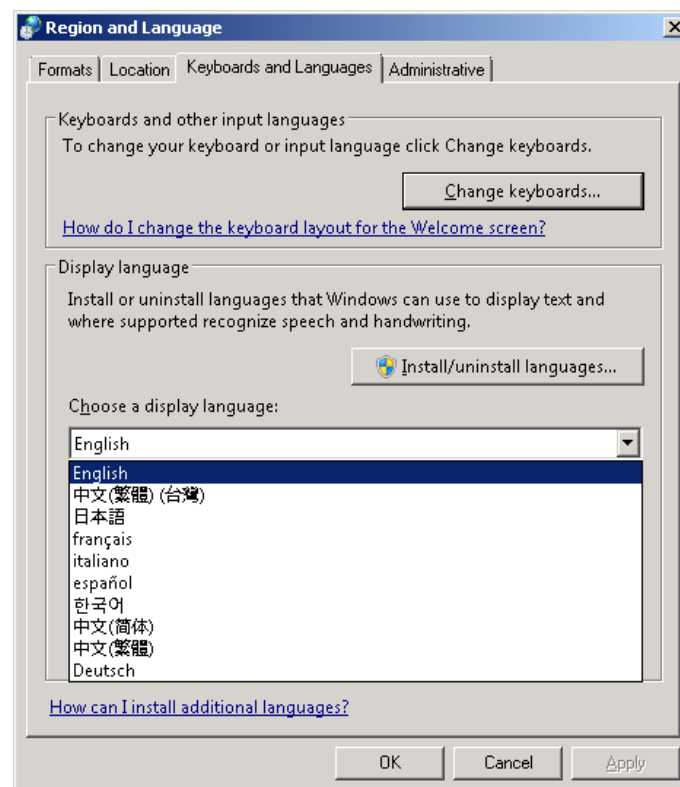 Region and Language
Formats
Location
Keyboards and Languages
Administrative
Keyboards and other input languages
To change your keyboard or input language click Change keyboards.
Change keyboards...
How do I change the keyboard layout for the Welcome screen?
Display language
Install or uninstall languages that Windows can use to display text and
where supported recognize speech and handwriting.
Install/uninstall languages...
Choose a display language:
English
English
中文(繁體) (台灣)
日本語
français
italiano
español
한국어
中文(简体)
中文(繁體)
Deutsch
How can I install additional languages?
OK
Cancel
Apply